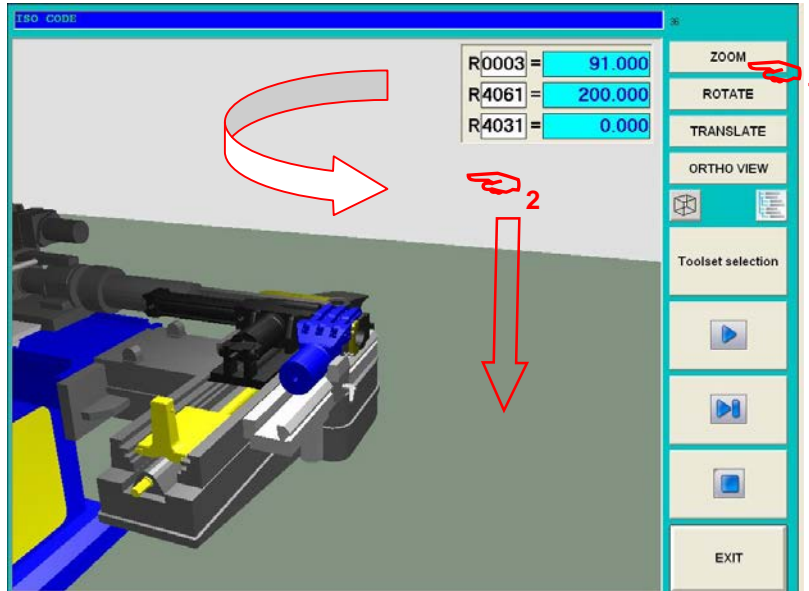 ISO CODE
36
R0003 = 91.000
R4061 = 200.000
R4031 = 0.000
2
ZOOM
ROTATE
TRANSLATE
ORTHO VIEW
Toolset selection
EXIT